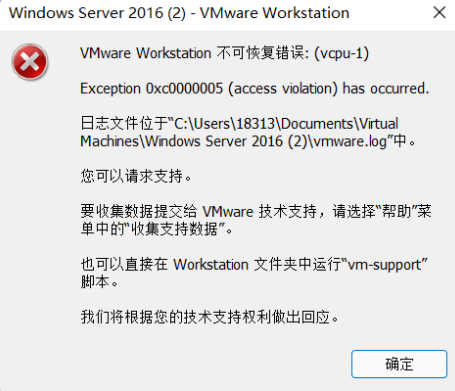 Windows Server 2016 (2) - VMware Workstation
VMware Workstation 不可恢复错误: (vcpu-1)
Exception 0xc0000005 (access violation) has occurred.
日志文件位于“C:\Users\18313\Documents\Virtual
Machines\Windows Server 2016 (2)\vmware.log”中。
您可以请求支持。
要收集数据提交给 VMware 技术支持，请选择“帮助”菜
单中的“收集支持数据”。
也可以直接在 Workstation 文件夹中运行“vm-support”
脚本。
我们将根据您的技术支持权利做出回应。
确定